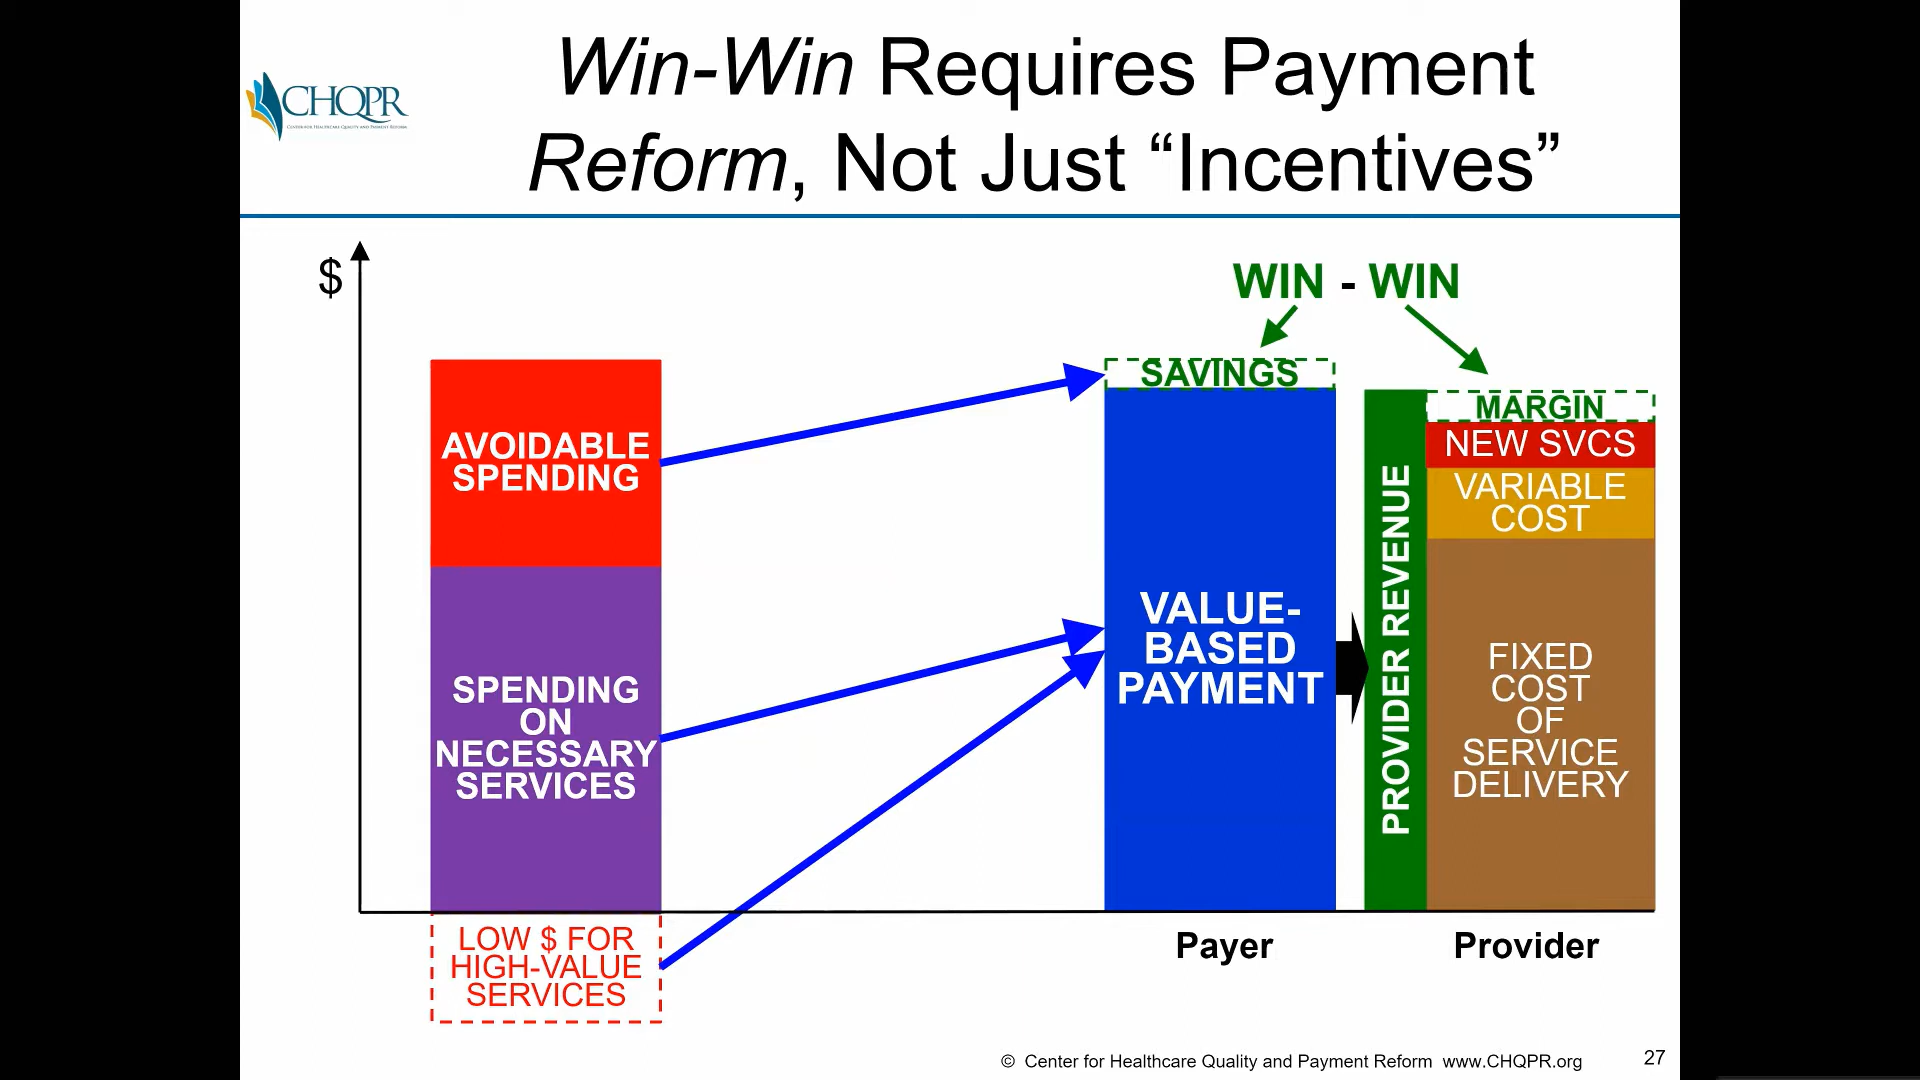 Win-Win Requires Payment
Reform, Not Just “Incentives”
CHQPR
CENTER FOR HEALTHCARE QUALITY AND PAYMENT REFORM
$
WIN - WIN
AVOIDABLE
SPENDING
SPENDING
ON
NECESSARY
SERVICES
LOW $ FOR
HIGH-VALUE
SERVICES
SAVINGS
VALUE-
BASED
PAYMENT
PROVIDER REVENUE
MARGIN
NEW SVCS
VARIABLE
COST
FIXED
COST
OF
SERVICE
DELIVERY
Payer
Provider
© Center for Healthcare Quality and Payment Reform www.CHQPR.org
27